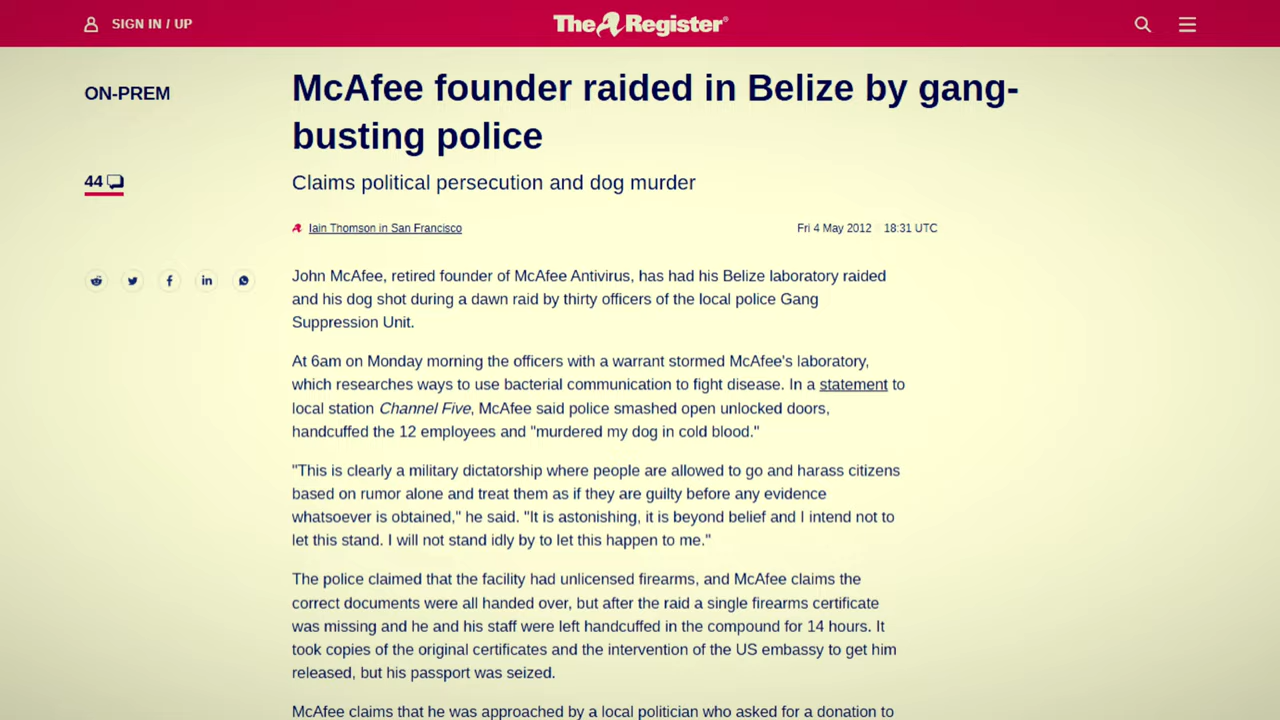 SIGN IN / UP
The Register®
ON-PREM
McAfee founder raided in Belize by gang-
busting police
44
Claims political persecution and dog murder
Iain Thomson in San Francisco
Fri 4 May 2012 18:31 UTC
John McAfee, retired founder of McAfee Antivirus, has had his Belize laboratory raided
and his dog shot during a dawn raid by thirty officers of the local police Gang
Suppression Unit.
At 6am on Monday morning the officers with a warrant stormed McAfee's laboratory,
which researches ways to use bacterial communication to fight disease. In a statement to
local station Channel Five, McAfee said police smashed open unlocked doors,
handcuffed the 12 employees and "murdered my dog in cold blood."
"This is clearly a military dictatorship where people are allowed to go and harass citizens
based on rumor alone and treat them as if they are guilty before any evidence
whatsoever is obtained," he said. "It is astonishing, it is beyond belief and I intend not to
let this stand. I will not stand idly by to let this happen to me."
The police claimed that the facility had unlicensed firearms, and McAfee claims the
correct documents were all handed over, but after the raid a single firearms certificate
was missing and he and his staff were left handcuffed in the compound for 14 hours. It
took copies of the original certificates and the intervention of the US embassy to get him
released, but his passport was seized.
McAfee claims that he was approached by a local politician who asked for a donation to